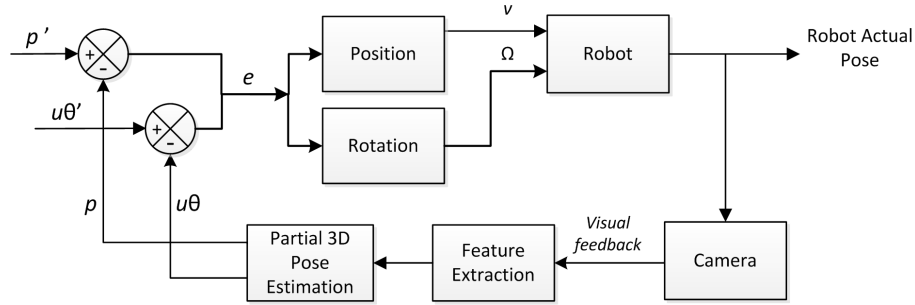 p'
+
-
uθ'
+
-
e
Position
v
Ω
Rotation
Robot
Robot Actual
Pose
p
uθ
Partial 3D
Pose
Estimation
Feature
Extraction
Visual
feedback
Camera